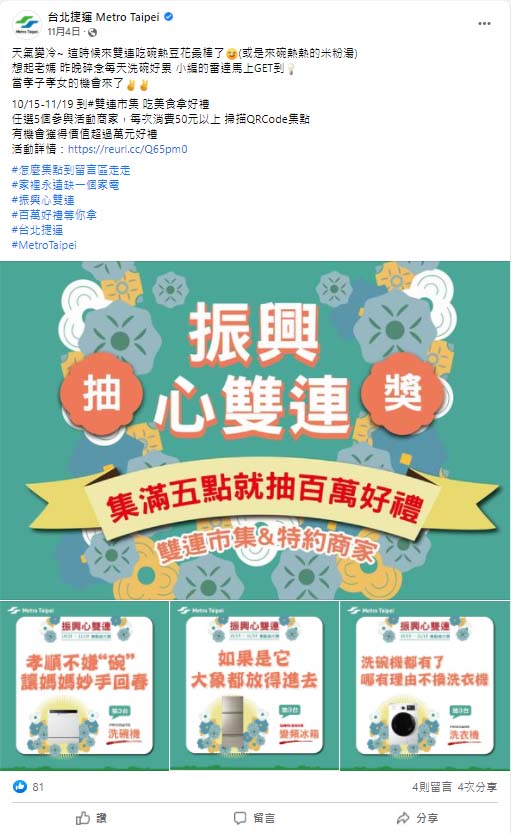 台北捷運 Metro Taipei
11月4日
天氣變冷~ 這時候來雙連吃碗熱豆花最棒了(或是來碗熱熱的米粉湯)
想起老媽 昨晚碎念每天洗碗好累 小編的雷達馬上GET到
當孝子孝女的機會來了
10/15-11/19 到#雙連市集 吃美食拿好禮
任選5個參與活動商家，每次消費50元以上 掃描QRCode集點
有機會獲得價值超過萬元好禮
活動詳情：https://reurl.cc/Q65pm0
#怎麼集點到留言區走走
#家裡永遠缺一個家電
#振興心雙連
#百萬好禮等你拿
#台北捷運
#MetroTaipei
振興
抽 心雙連 獎
集滿五點就抽百萬好禮
雙連市集&特約商家
Metro Taipei
振興心雙連
孝順不嫌“碗”
讓媽媽妙手回春
抽3台
洗碗機
Metro Taipei
振興心雙連
如果是它
大象都放得進去
抽3台
變頻冰箱
Metro Taipei
振興心雙連
洗碗機都有了
哪有理由不換洗衣機
抽3台
洗衣機
81
4則留言 4次分享
讚 留言 分享